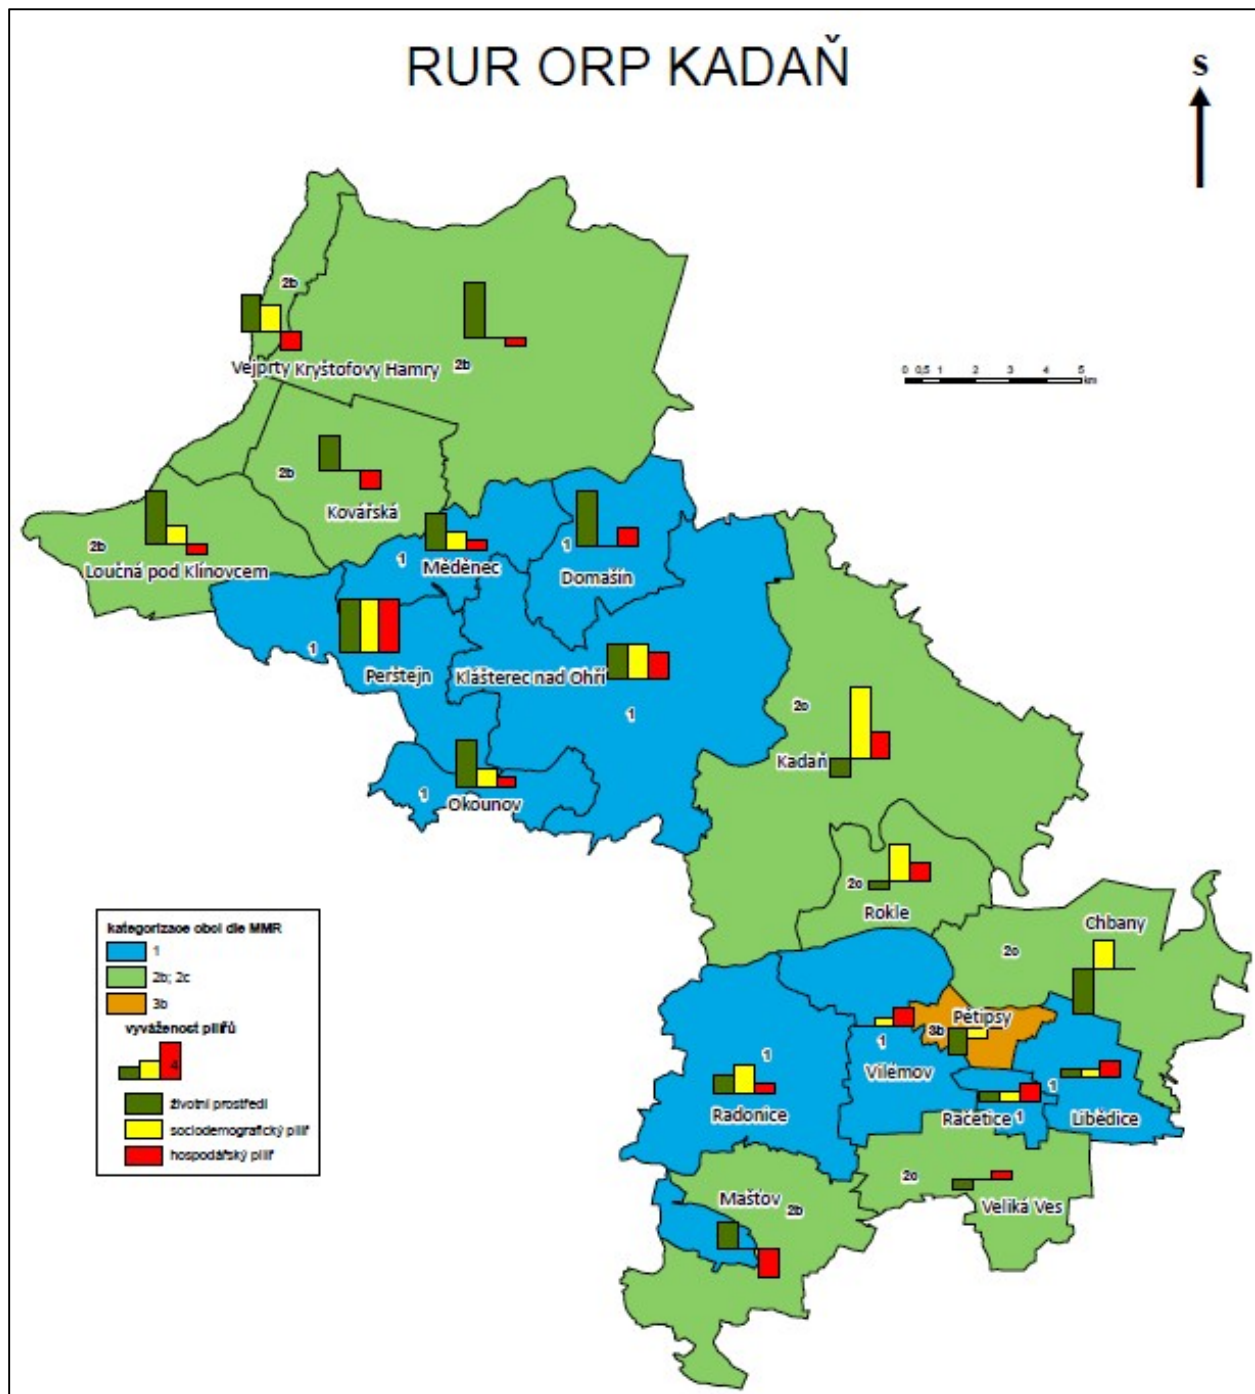 RUR ORP KADAŇ
s
2b
Vejprty
Kryštofovy Hamry
2b
0 0,5 1 2 3 4 5
km
2b
Kovářská
2b
Loučná pod Klínovcem
1
Měděnec
1
Domašín
1
Perštejn
Klášterec nad Ohří
1
2c
Kadaň
1
Okounov
2c
Rokle
Chbany
2c
kategorizace obcí dle MMR
1
2b; 2c
3b
vyváženost pilířů
4
životní prostředí
sociodemografický pilíř
hospodářský pilíř
Pětipsy
3b
1
Vilémov
1
Radonice
1
Račetice
1
Libědice
2c
Veliká Ves
Mašťov
2b